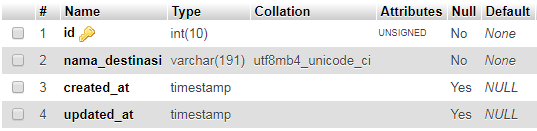 # Name Type Collation Attributes Null Default
1 id int(10) UNSIGNED No None
2 nama_destinasi varchar(191) utf8mb4_unicode_ci No None
3 created_at timestamp Yes NULL
4 updated_at timestamp Yes NULL